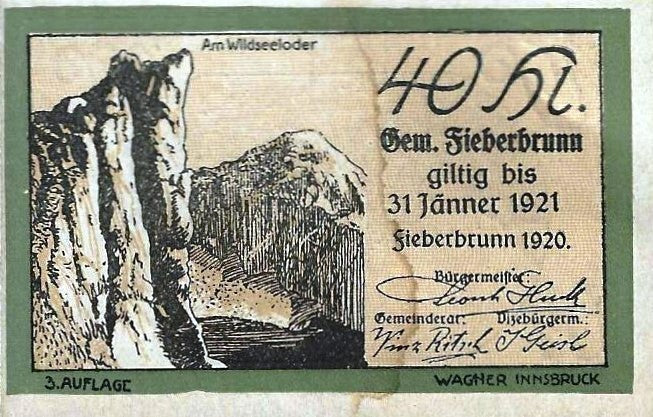 Am Wildseeloder
40 Hl.
Gem. Fieberbrunn
giltig bis
31 Jänner 1921
Fieberbrunn 1920.
Bürgermeister:
Gemeinderat: Vizebürgerm.:
3. AUFLAGE
WAGNER INNSBRUCK